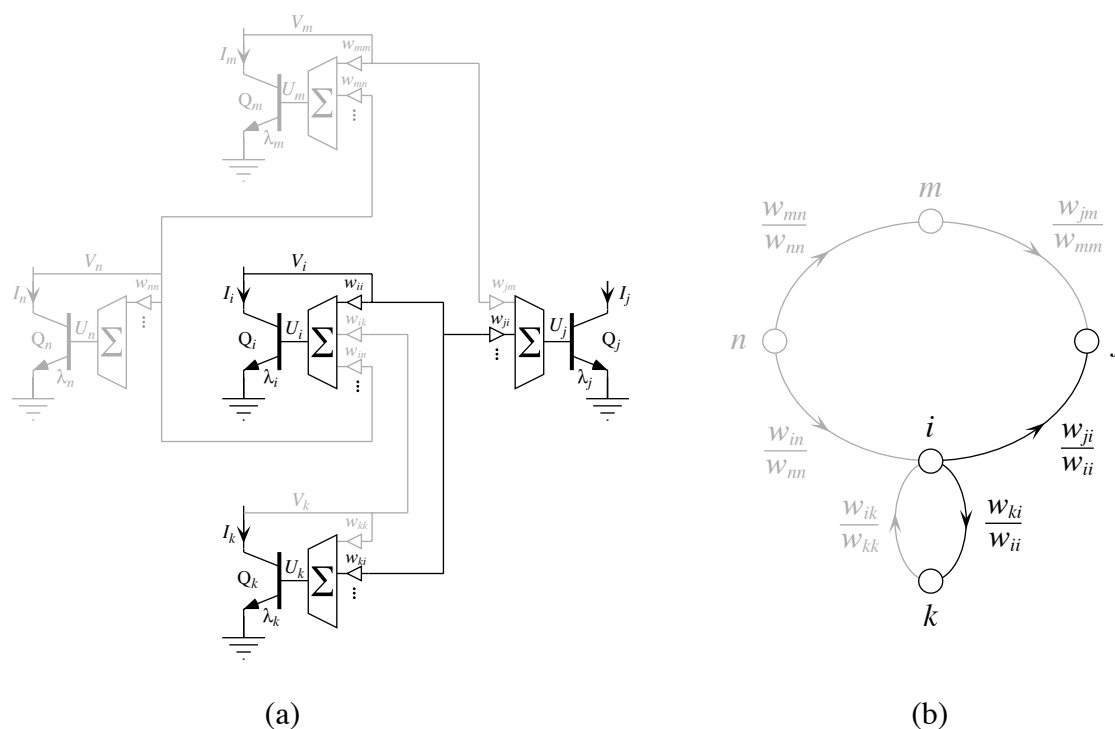 V_m
I_m
w_mm
w_mn
U_m
Q_m
Σ
...
λ_m
V_n
w_nn
I_n
...
U_n
Q_n
Σ
λ_n
V_i
w_ii
I_i
w_ik
U_i
Q_i
Σ
w_in
λ_i
...
w_jm
I_j
w_ji
U_j
Σ
Q_j
...
λ_j
V_k
w_kk
I_k
w_ki
U_k
Q_k
Σ
...
λ_k
(a)
m
w_mn
w_nn
w_jm
w_mm
n
i
w_in
w_nn
w_ji
w_ii
w_ik
w_kk
w_ki
w_ii
k
(b)